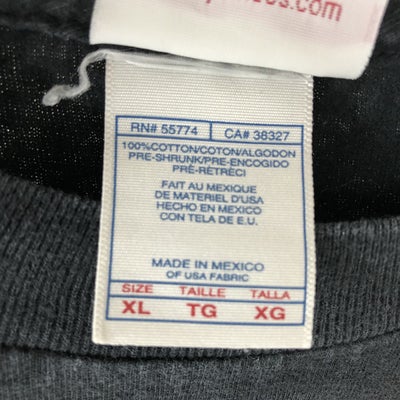 RN# 55774 CA# 38327
100%COTTON/COTON/ALGODON
PRE-SHRUNK/PRE-ENCOGIDO
PRÉ-RÉTRÉCI
FAIT AU MEXIQUE
DE MATERIEL D'USA
HECHO EN MEXICO
CON TELA DE E.U.
MADE IN MEXICO
OF USA FABRIC
SIZE TAILLE TALLA
XL TG XG